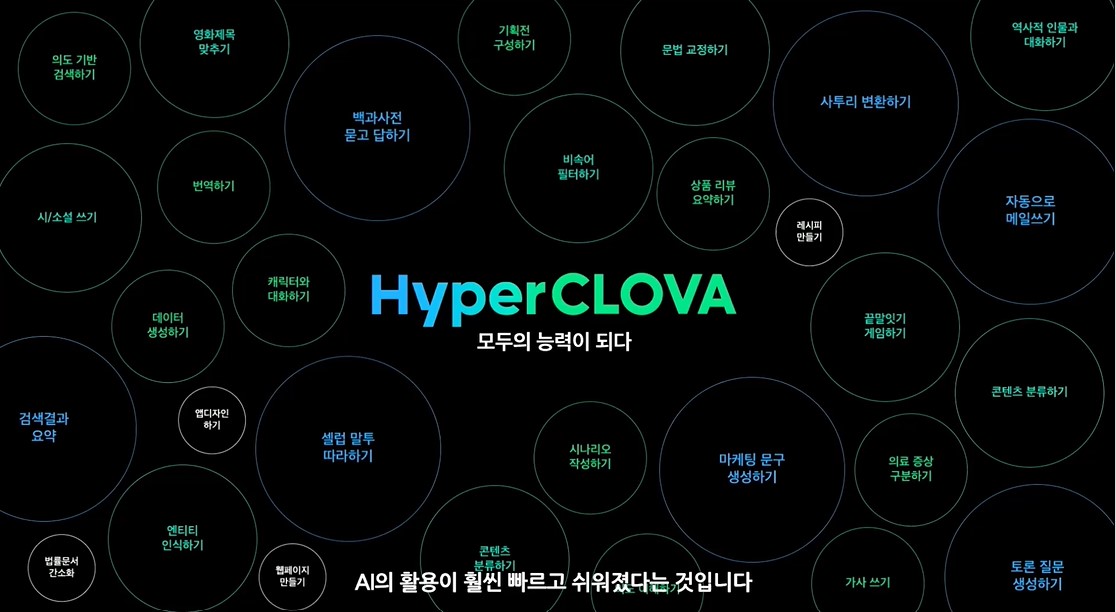 의도 기반
검색하기
영화제목
맞추기
기획전
구성하기
문법 교정하기
역사적 인물과
대화하기
백과사전
묻고 답하기
사투리 변환하기
비속어
필터하기
상품 리뷰
요약하기
번역하기
시/소설 쓰기
자동으로
메일쓰기
레시피
만들기
캐릭터와
대화하기
데이터
생성하기
HyperCLOVA
모두의 능력이 되다
끝말잇기
게임하기
콘텐츠 분류하기
검색결과
요약
앱디자인
하기
셀럽 말투
따라하기
시나리오
작성하기
마케팅 문구
생성하기
의료 증상
구분하기
엔티티
인식하기
법률문서
간소화
웹페이지
만들기
콘텐츠
분류하기
가사 쓰기
토론 질문
생성하기
AI의 활용이 훨씬 빠르고 쉬워졌다는 것입니다